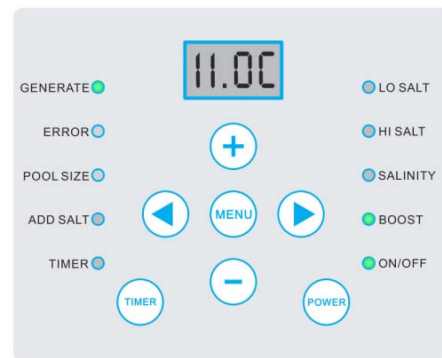 11.0C
GENERATE
ERROR
POOL SIZE
ADD SALT
TIMER
LO SALT
HI SALT
SALINITY
BOOST
ON/OFF
+
MENU
−
TIMER
POWER